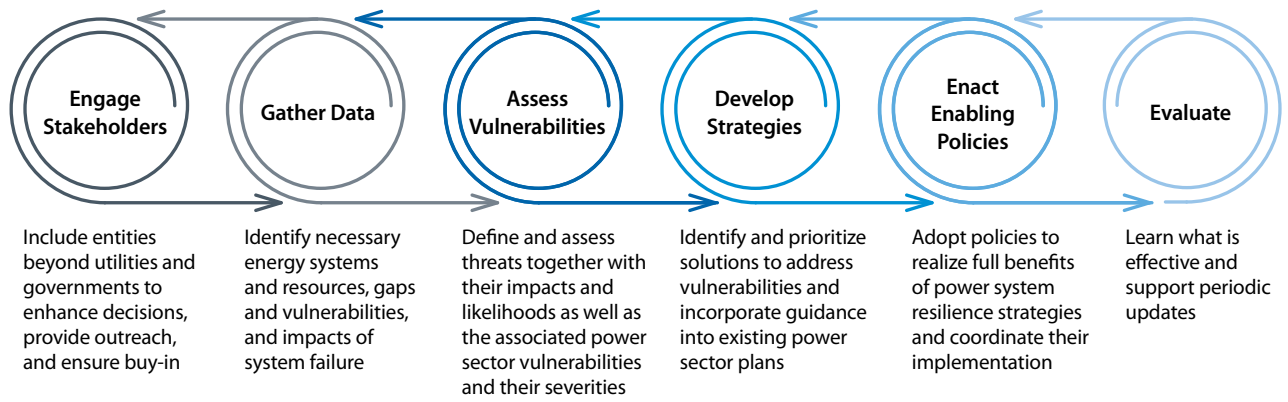 Engage
Stakeholders
Gather Data
Assess
Vulnerabilities
Develop
Strategies
Enact
Enabling
Policies
Evaluate
Include entities
beyond utilities and
governments to
enhance decisions,
provide outreach,
and ensure buy-in
Identify necessary
energy systems
and resources, gaps
and vulnerabilities,
and impacts of
system failure
Define and assess
threats together with
their impacts and
likelihoods as well as
the associated power
sector vulnerabilities
and their severities
Identify and prioritize
solutions to address
vulnerabilities and
incorporate guidance
into existing power
sector plans
Adopt policies to
realize full benefits
of power system
resilience strategies
and coordinate their
implementation
Learn what is
effective and
support periodic
updates